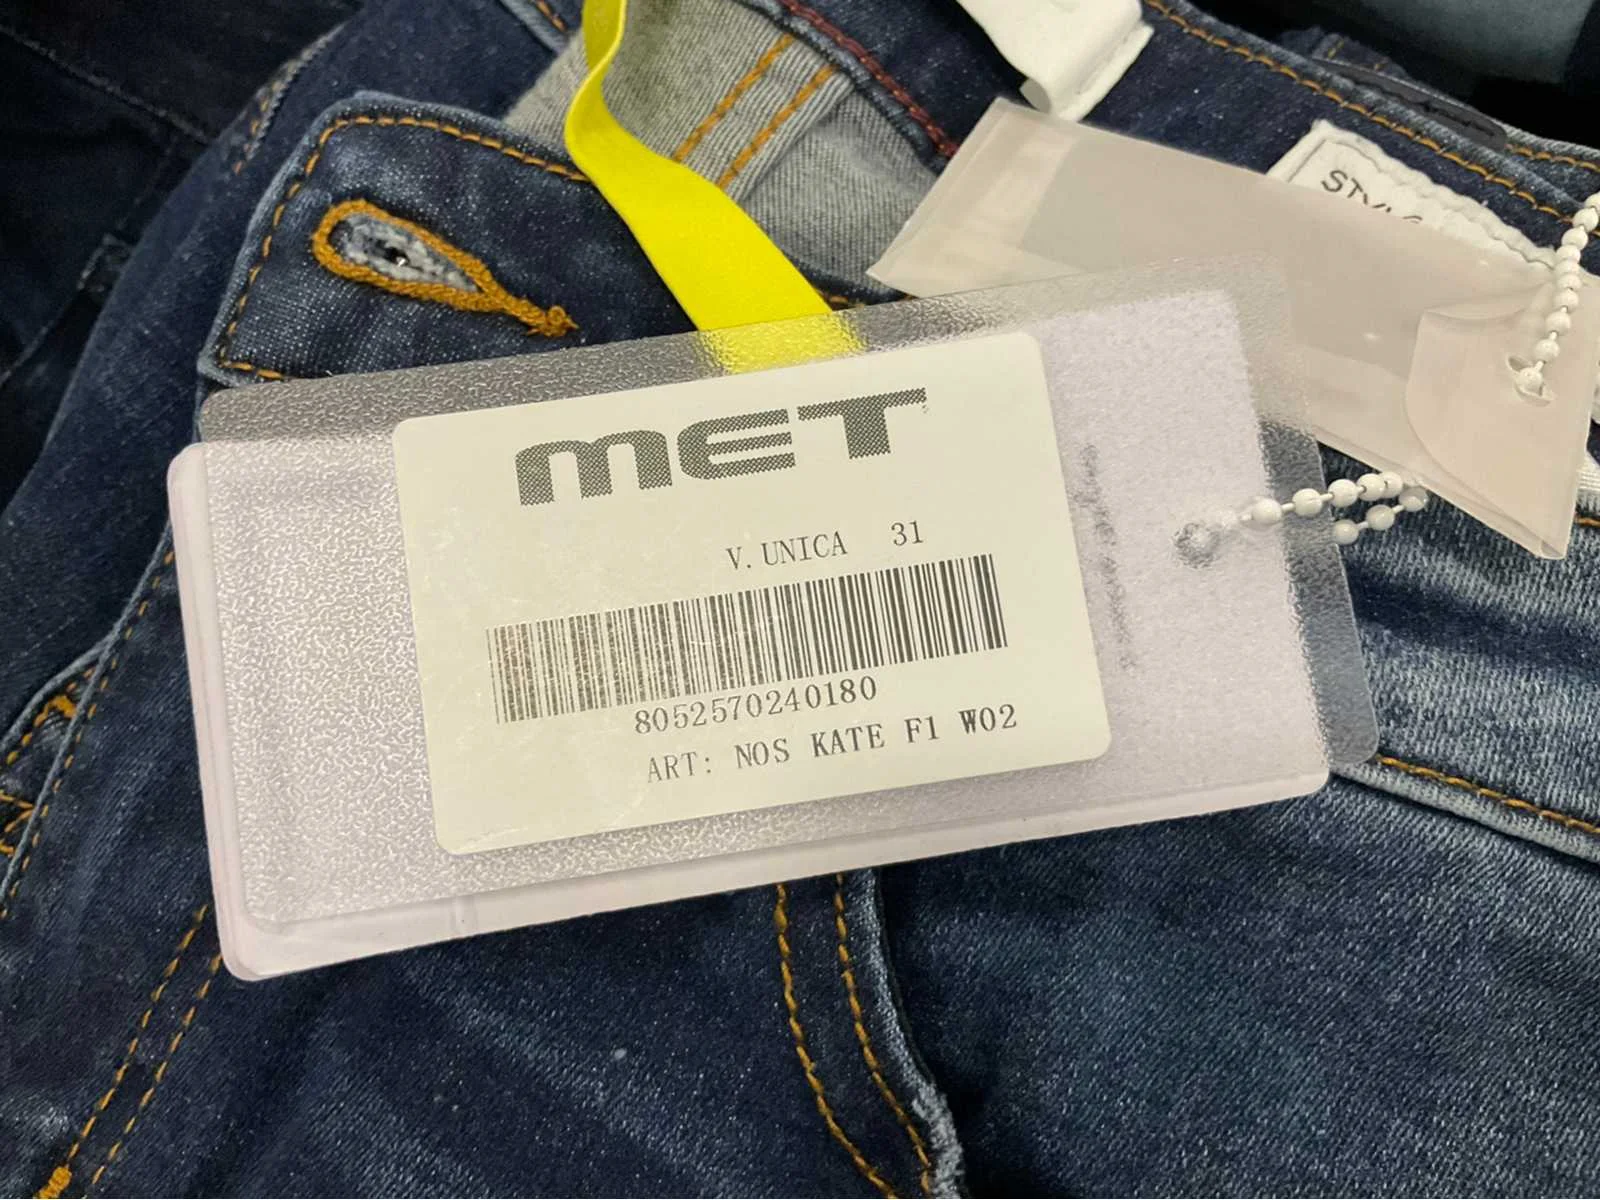 MET
V. UNICA 31
8052570240180
ART: NOS KATE F1 W02